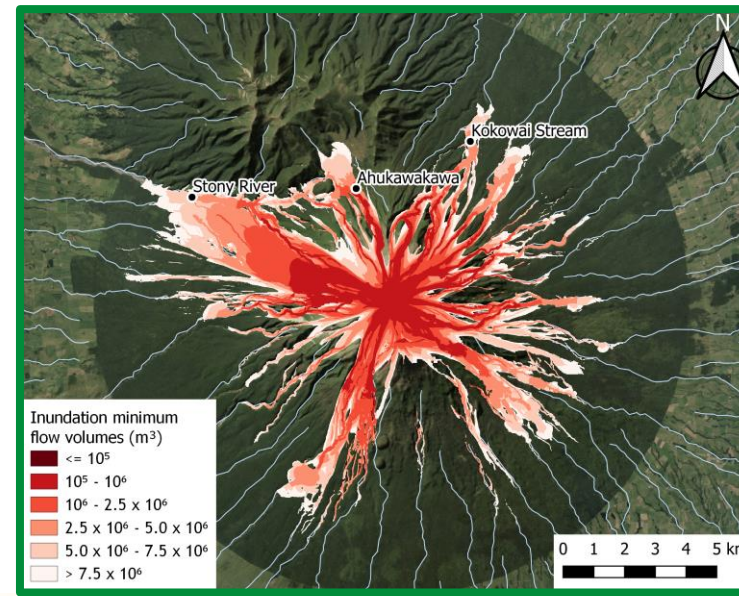 N
Kokowai Stream
Ahukawakawa
Stony River
Inundation minimum
flow volumes (m³)
<= 10⁵
10⁵ - 10⁶
10⁶ - 2.5 x 10⁶
2.5 x 10⁶ - 5.0 x 10⁶
5.0 x 10⁶ - 7.5 x 10⁶
> 7.5 x 10⁶
0 1 2 3 4 5 km